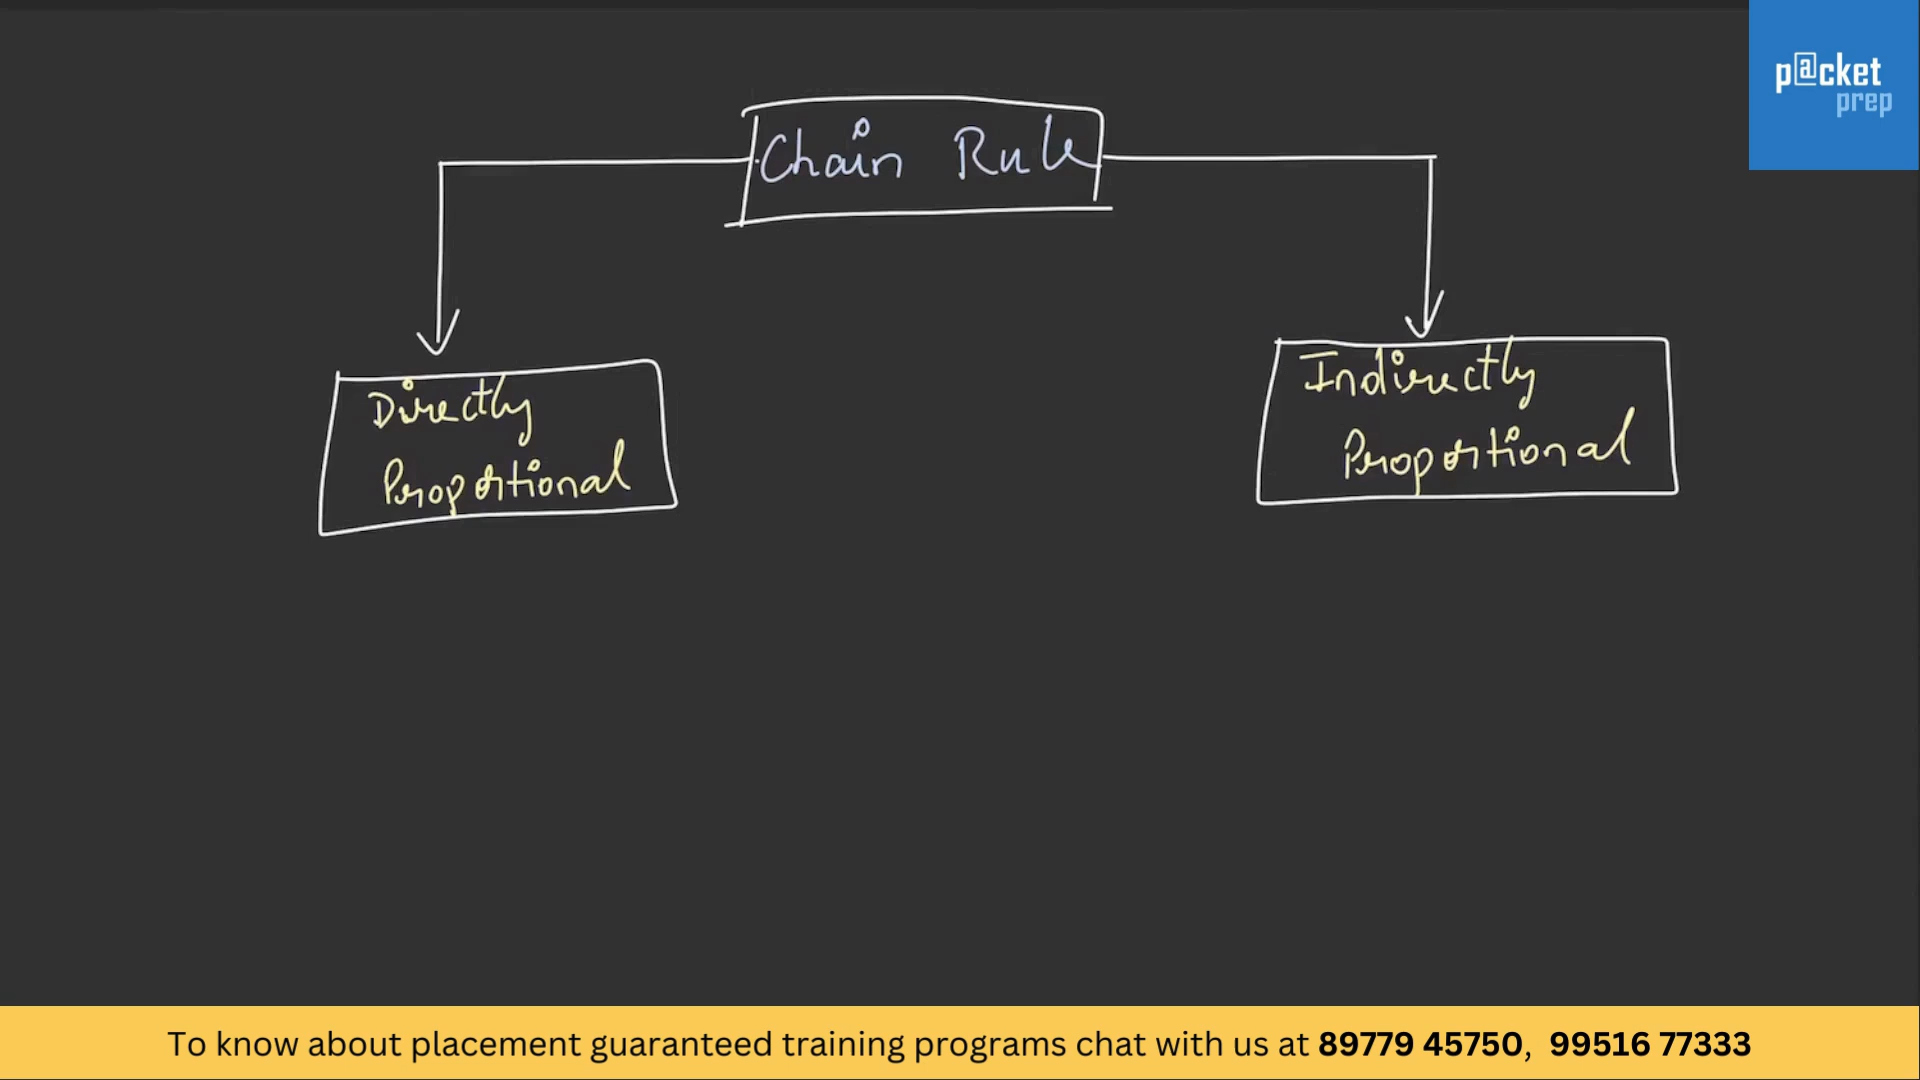 p@cket
prep
Chain Rule
Directly
Proportional
Indirectly
Proportional
To know about placement guaranteed training programs chat with us at 89779 45750, 99516 77333